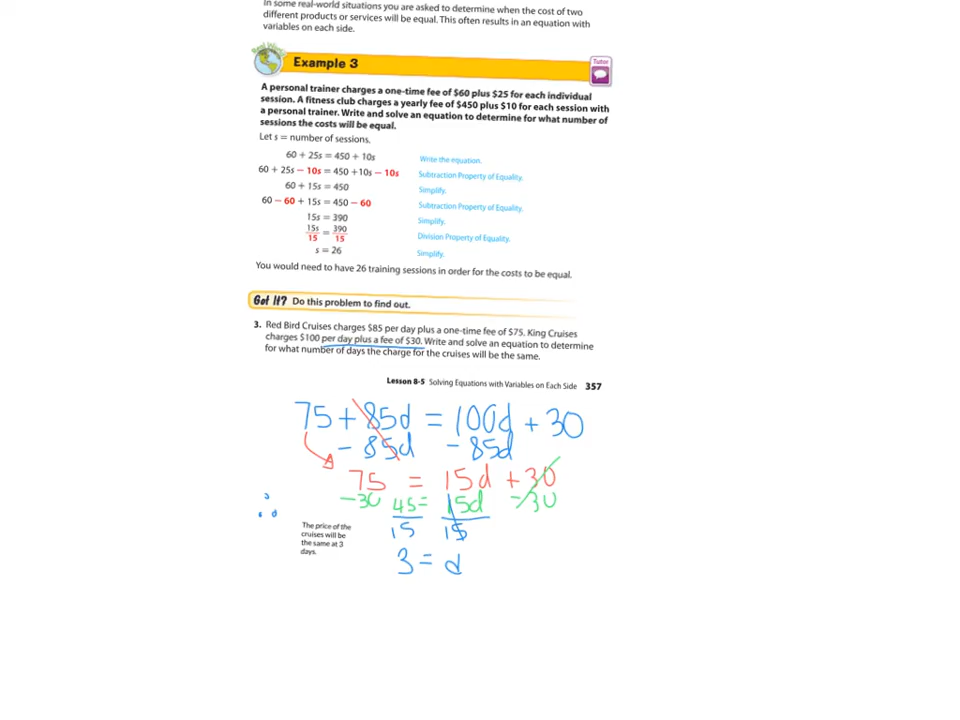 In some real-world situations you are asked to determine when the cost of two
different products or services will be equal. This often results in an equation with
variables on each side.
Real World
Example 3
Tutor
A personal trainer charges a one-time fee of $60 plus $25 for each individual
session. A fitness club charges a yearly fee of $450 plus $10 for each session with
a personal trainer. Write and solve an equation to determine for what number of
sessions the costs will be equal.
Let s = number of sessions.
60 + 25s = 450 + 10s Write the equation.
60 + 25s − 10s = 450 +10s − 10s Subtraction Property of Equality.
60 + 15s = 450 Simplify.
60 − 60 + 15s = 450 − 60 Subtraction Property of Equality.
15s = 390 Simplify.
15s/15 = 390/15 Division Property of Equality.
s = 26 Simplify.
You would need to have 26 training sessions in order for the costs to be equal.
Got It? Do this problem to find out.
3. Red Bird Cruises charges $85 per day plus a one-time fee of $75. King Cruises
charges $100 per day plus a fee of $30. Write and solve an equation to determine
for what number of days the charge for the cruises will be the same.
Lesson 8-5 Solving Equations with Variables on Each Side 357
75 + 85d = 100d + 30
− 85d − 85d
75 = 15d + 30
−30 45 = 15d −30
15 15
The price of the
cruises will be
the same at 3
days.
3 = d